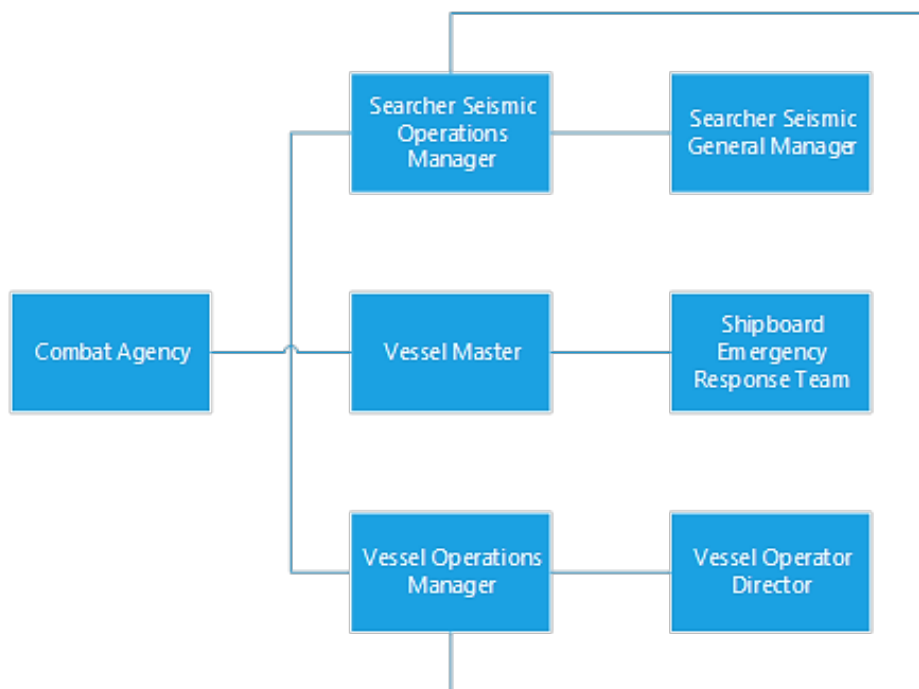 Searcher Seismic
Operations
Manager
Searcher Seismic
General Manager
Combat Agency
Vessel Master
Shipboard
Emergency
Response Team
Vessel Operations
Manager
Vessel Operator
Director